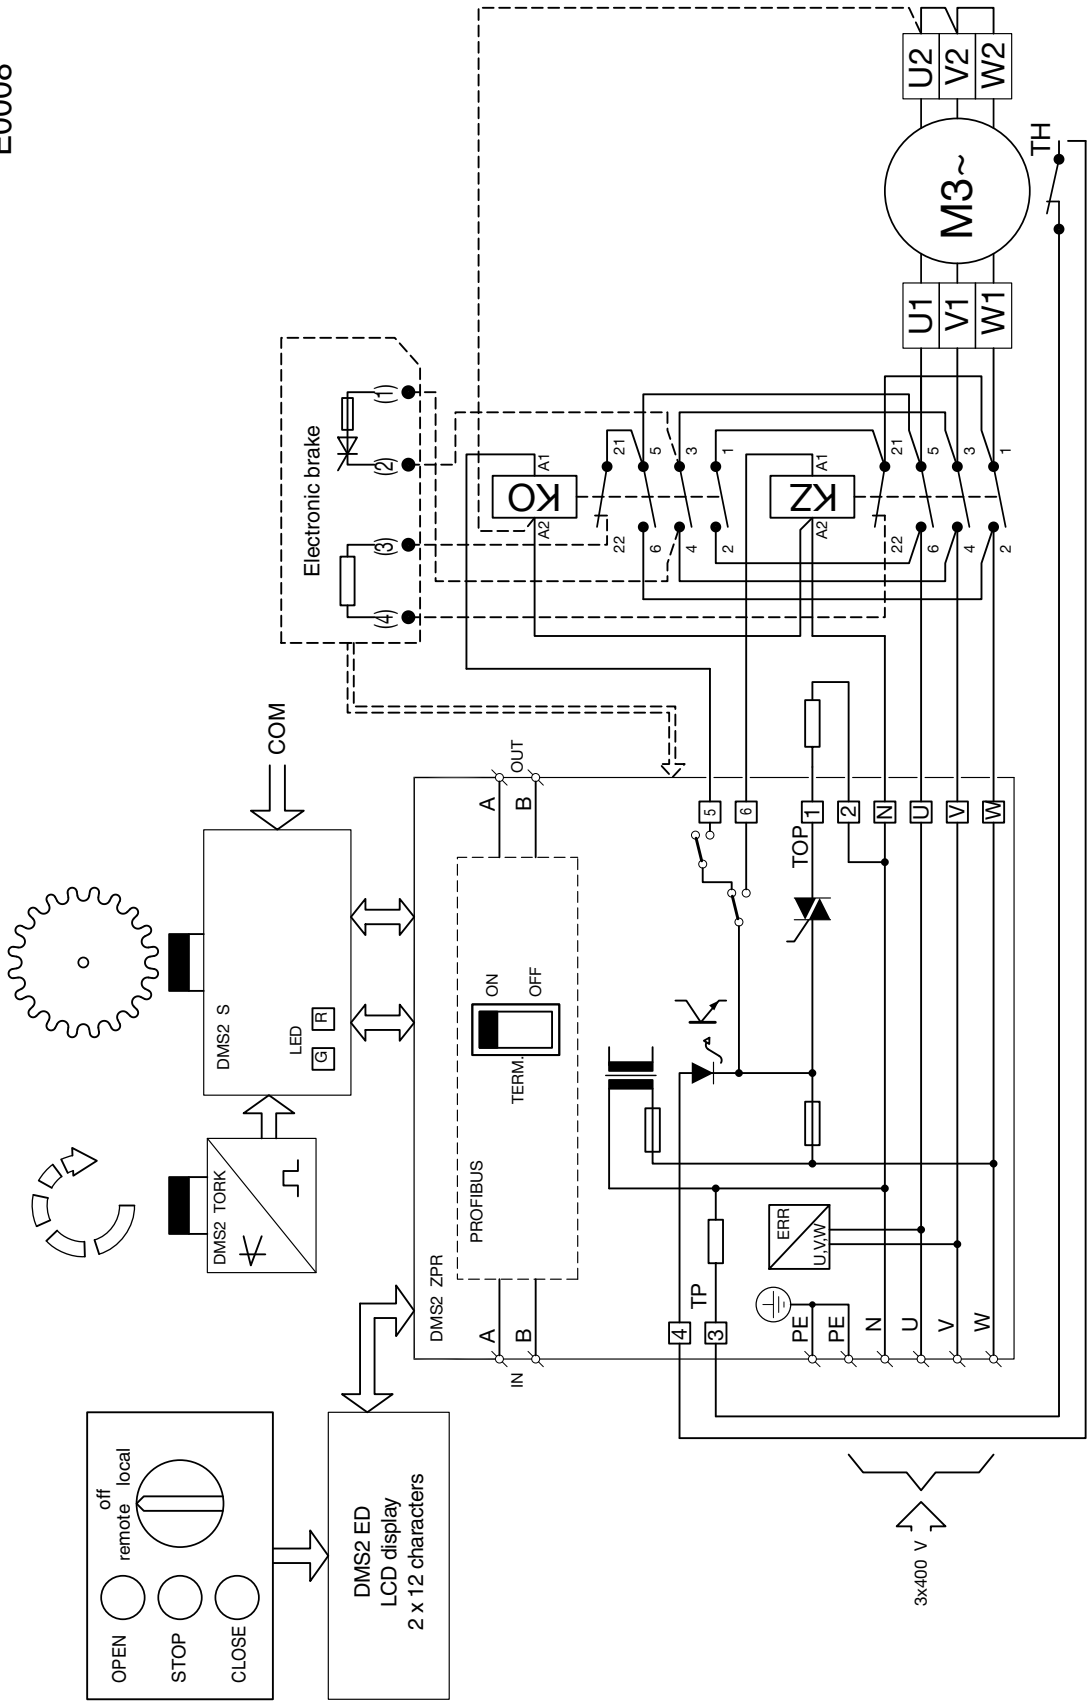 E0008
OPEN
STOP
CLOSE
off
remote
local
DMS2 ED
LCD display
2 x 12 characters
DMS2 TORK
DMS2 S
LED
G
R
COM
DMS2 ZPR
IN
A
B
PROFIBUS
TERM.
ON
OFF
A
B
OUT
Electronic brake
(4)
(3)
(2)
(1)
4
3
TP
5
6
TOP
1
2
N
U
V
W
ERR
U,V,W
PE
PE
N
U
V
W
3x400 V
KO
A2
A1
22
21
6
5
4
3
2
1
KZ
A2
A1
22
21
6
5
4
3
2
1
U1
V1
W1
M3~
U2
V2
W2
TH